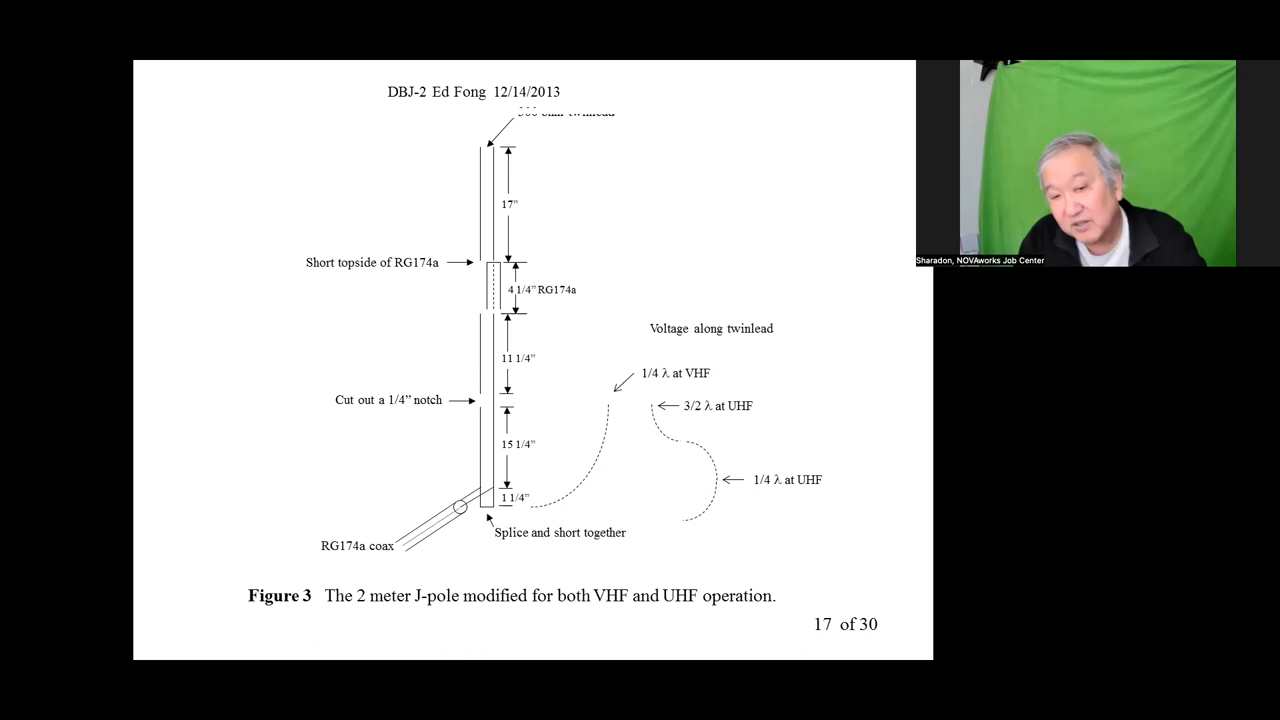 DBJ-2 Ed Fong 12/14/2013
17”
Short topside of RG174a
4 1/4” RG174a
Voltage along twinlead
11 1/4”
1/4 λ at VHF
Cut out a 1/4” notch
3/2 λ at UHF
15 1/4”
1/4 λ at UHF
1 1/4”
Splice and short together
RG174a coax
Figure 3 The 2 meter J-pole modified for both VHF and UHF operation.
17 of 30
Sharadon, NOVAworks Job Center